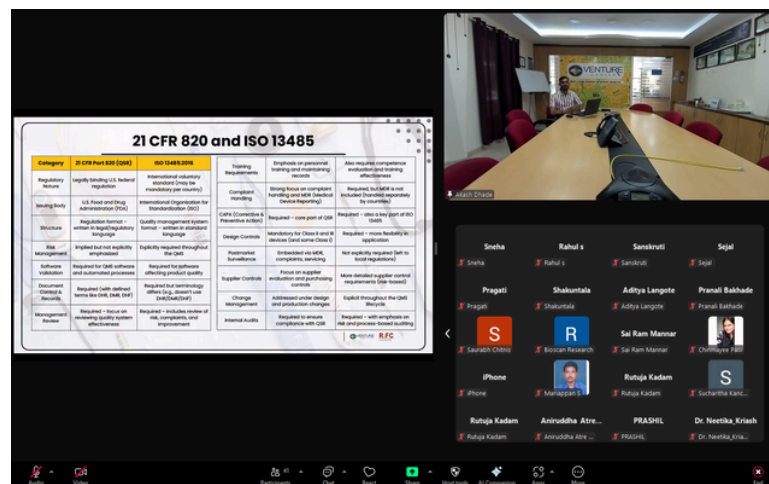 21 CFR 820 and ISO 13485
Category
21 CFR Part 820 (QSR)
ISO 13485:2016
Regulatory
Nature
Legally binding U.S. federal
regulation
International voluntary
standard (may be
mandatory per country)
Issuing Body
U.S. Food and Drug
Administration (FDA)
International Organization for
Standardization (ISO)
Structure
Regulation format -
written in legal/regulatory
language
Quality management system
format - written in standard
language
Risk
Management
Implied but not explicitly
emphasized
Explicitly required throughout
the QMS
Software
Validation
Required for QMS software
and automated processes
Required for software
affecting product quality
Document
Control &
Records
Required (with defined
terms like DHR, DMR, DHF)
Required but terminology
differs (e.g., doesn't use
DHR/DMR/DHF)
Management
Review
Required - focus on
reviewing quality system
effectiveness
Required - includes review of
risk, complaints, and
improvement
Training
Requirements
Emphasis on personnel
training and maintaining
records
Also requires competence
evaluation and training
effectiveness
Complaint
Handling
Strong focus on complaint
handling and MDR (Medical
Device Reporting)
Required, but MDR is not
included (handled separately
by countries)
CAPA (Corrective &
Preventive Action)
Required - core part of QSR
Required - also a key part of ISO
13485
Design Controls
Mandatory for Class II and III
devices (and some Class I)
Required - more flexibility in
application
Postmarket
Surveillance
Embedded via MDR,
complaints, servicing
Not explicitly required (left to
local regulations)
Supplier Controls
Focus on supplier
evaluation and purchasing
controls
More detailed supplier control
requirements (risk-based)
Change
Management
Addressed under design
and production changes
Explicit throughout the QMS
lifecycle
Internal Audits
Required to ensure
compliance with QSR
Required - with emphasis on
risk and process-based auditing
VENTURE
Akash Dhade
Sneha
Sneha
Rahul s
Rahul s
Sanskruti
Sanskruti
Sejal
Sejal
Pragati
Pragati
Shakuntala
Shakuntala
Aditya Langote
Aditya Langote
Pranali Bakhade
Pranali Bakhade
S
Saurabh Chitnis
R
Bioscan Research
Sai Ram Mannar
Sai Ram Mannar
Chinmayee Patil
iPhone
iPhone
Mariappan S
Rutuja Kadam
Rutuja Kadam
S
Suchartha Kanc...
Rutuja Kadam
Rutuja Kadam
Aniruddha Atre...
Aniruddha Atre ...
PRASHIL
PRASHIL
Dr. Neetika_Kriash
Dr. Neetika_Kria...
Audio
Video
41
Participants
Chat
React
Share
Host tools
AI Companion
Apps
More
End